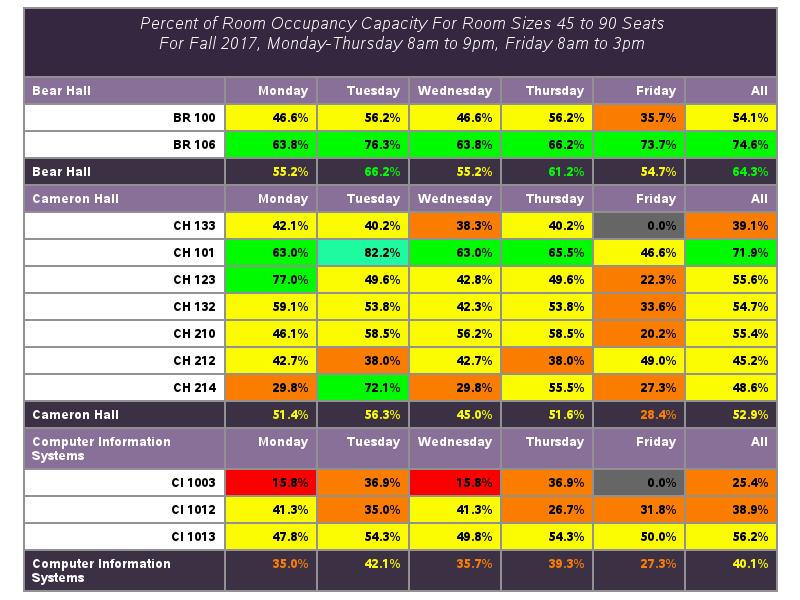 Percent of Room Occupancy Capacity For Room Sizes 45 to 90 Seats
For Fall 2017, Monday-Thursday 8am to 9pm, Friday 8am to 3pm
Bear Hall Monday Tuesday Wednesday Thursday Friday All
BR 100 46.6% 56.2% 46.6% 56.2% 35.7% 54.1%
BR 106 63.8% 76.3% 63.8% 66.2% 73.7% 74.6%
Bear Hall 55.2% 66.2% 55.2% 61.2% 54.7% 64.3%
Cameron Hall Monday Tuesday Wednesday Thursday Friday All
CH 133 42.1% 40.2% 38.3% 40.2% 0.0% 39.1%
CH 101 63.0% 82.2% 63.0% 65.5% 46.6% 71.9%
CH 123 77.0% 49.6% 42.8% 49.6% 22.3% 55.6%
CH 132 59.1% 53.8% 42.3% 53.8% 33.6% 54.7%
CH 210 46.1% 58.5% 56.2% 58.5% 20.2% 55.4%
CH 212 42.7% 38.0% 42.7% 38.0% 49.0% 45.2%
CH 214 29.8% 72.1% 29.8% 55.5% 27.3% 48.6%
Cameron Hall 51.4% 56.3% 45.0% 51.6% 28.4% 52.9%
Computer Information Monday Tuesday Wednesday Thursday Friday All
Systems
CI 1003 15.8% 36.9% 15.8% 36.9% 0.0% 25.4%
CI 1012 41.3% 35.0% 41.3% 26.7% 31.8% 38.9%
CI 1013 47.8% 54.3% 49.8% 54.3% 50.0% 56.2%
Computer Information 35.0% 42.1% 35.7% 39.3% 27.3% 40.1%
Systems